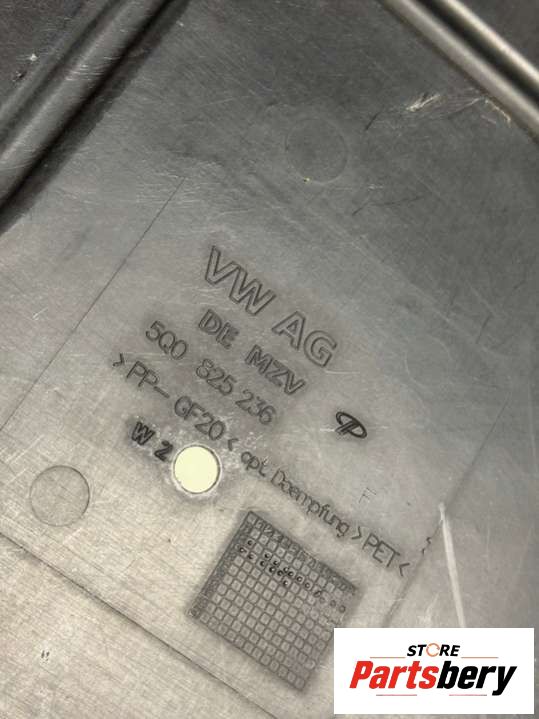 VW AG
DE MZV
5Q0 825 236
>PP-GF20< opt. Daempfung >PET<
W 2
F
STORE
Partsbery